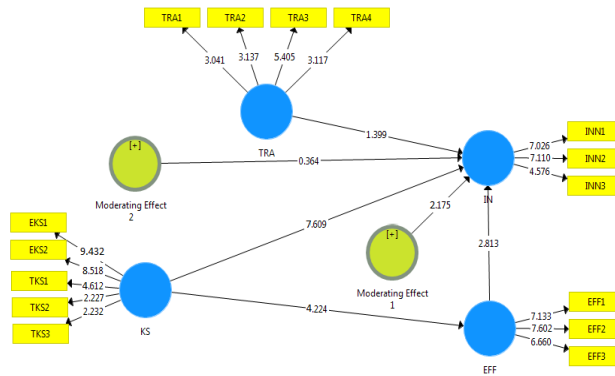 TRA1 TRA2 TRA3 TRA4
3.041 3.137 5.405 3.117
TRA
1.399
[+]
Moderating Effect
2
0.364
IN
7.026
7.110
4.576
INN1
INN2
INN3
7.609
2.175
[+]
Moderating Effect
1
2.813
EKS1
EKS2
TKS1
TKS2
TKS3
9.432
8.518
4.612
2.227
2.232
KS
4.224
EFF
7.133
7.602
6.660
EFF1
EFF2
EFF3